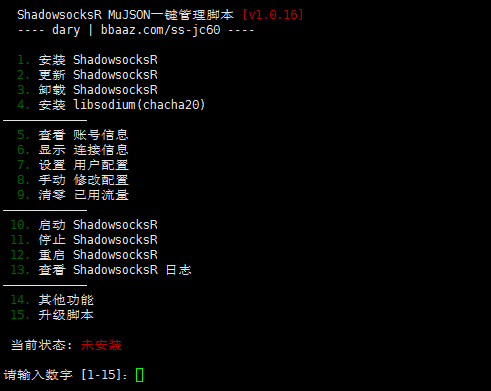 ShadowsocksR MuJSON一键管理脚本 [v1.0.16]
---- dary | bbaaz.com/ss-jc60 ----
1. 安装 ShadowsocksR
2. 更新 ShadowsocksR
3. 卸载 ShadowsocksR
4. 安装 libsodium(chacha20)
5. 查看 账号信息
6. 显示 连接信息
7. 设置 用户配置
8. 手动 修改配置
9. 清零 已用流量
10. 启动 ShadowsocksR
11. 停止 ShadowsocksR
12. 重启 ShadowsocksR
13. 查看 ShadowsocksR 日志
14. 其他功能
15. 升级脚本
当前状态: 未安装
请输入数字 [1-15]: